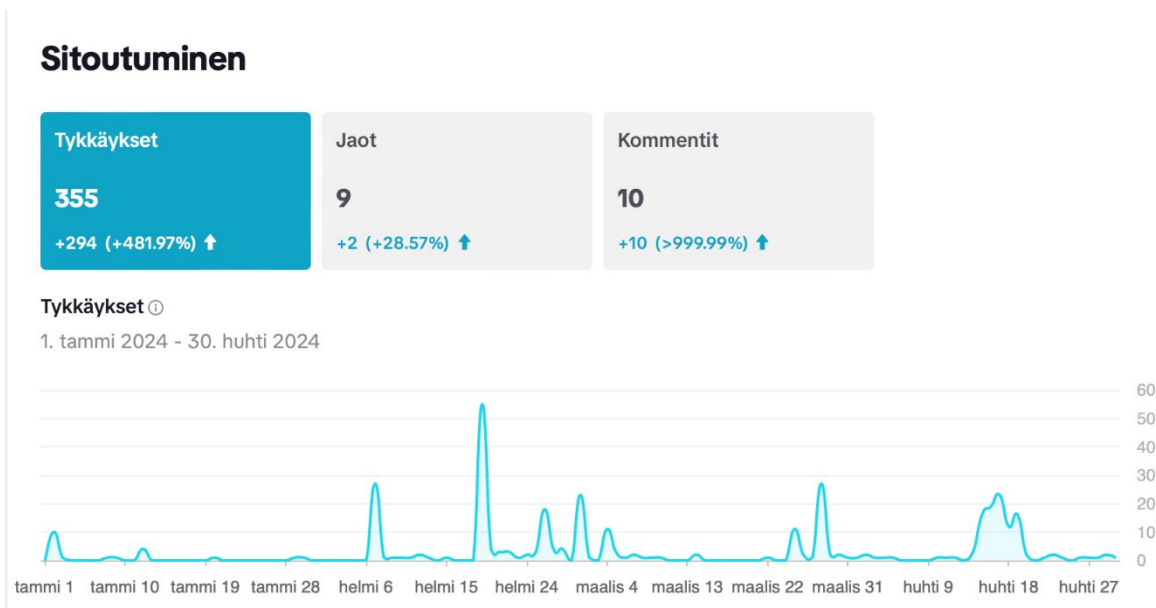 Sitoutuminen
Tykkäykset
355
+294 (+481.97%)
Jaot
9
+2 (+28.57%)
Kommentit
10
+10 (>999.99%)
Tykkäykset
1. tammi 2024 - 30. huhti 2024
60
50
40
30
20
10
0
tammi 1 tammi 10 tammi 19 tammi 28 helmi 6 helmi 15 helmi 24 maalis 4 maalis 13 maalis 22 maalis 31 huhti 9 huhti 18 huhti 27